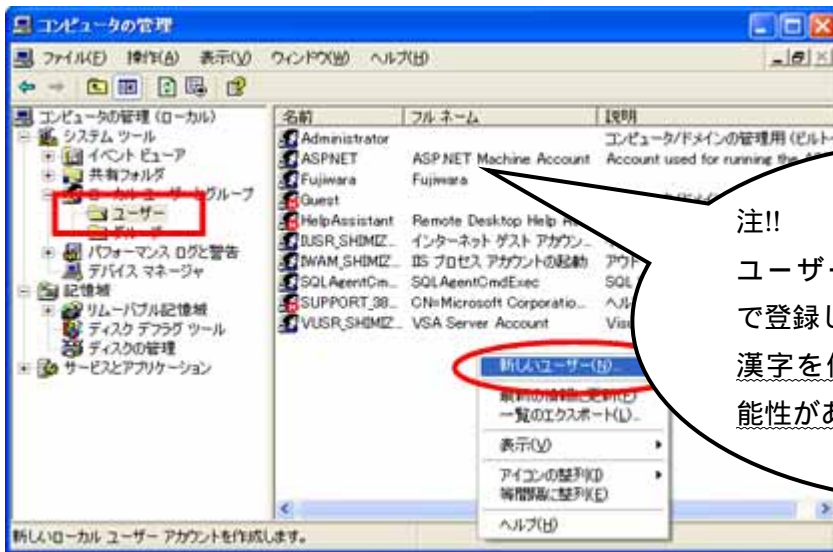 コンピュータの管理
ファイル(F) 操作(A) 表示(V) ウィンドウ(W) ヘルプ(H)
コンピュータの管理 (ローカル)
システム ツール
イベント ビューア
共有フォルダ
ローカル ユーザーとグループ
ユーザー
グループ
パフォーマンス ログと警告
デバイス マネージャ
記憶域
リムーバブル記憶域
ディスク デフラグ ツール
ディスクの管理
サービスとアプリケーション
名前 フル ネーム 説明
Administrator コンピュータ/ドメインの管理用 (ビルト
ASPNET ASP.NET Machine Account Account used for running the
Fujiwara Fujiwara
Guest
HelpAssistant Remote Desktop Help
IUSR_SHIMIZ... インターネット ゲスト アカウン...
IWAM_SHIMIZ... IIS プロセス アカウントの起動
SQLAgentCm... SQLAgentCmdExec SQL
SUPPORT_38... CN=Microsoft Corporatio... ヘル
VUSR_SHIMIZ... VSA Server Account
新しいユーザー(N)...
最新の情報に更新(F)
一覧のエクスポート(L)...
表示(V)
アイコンの整列(I)
等間隔に整列(E)
ヘルプ(H)
注!!
ユーザ
で登録し
漢字を
能性があ
新しいローカル ユーザー アカウントを作成します。